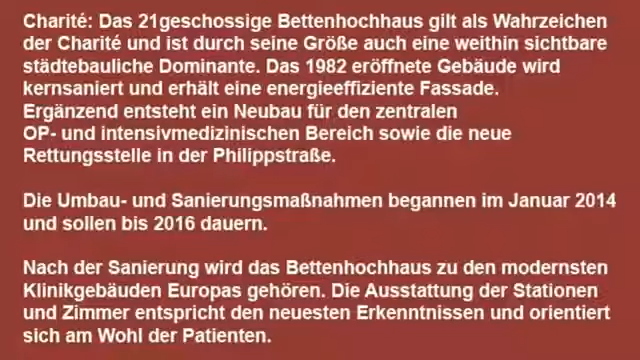 Charité: Das 21geschossige Bettenhochhaus gilt als Wahrzeichen
der Charité und ist durch seine Größe auch eine weithin sichtbare
städtebauliche Dominante. Das 1982 eröffnete Gebäude wird
kernsaniert und erhält eine energieeffiziente Fassade.
Ergänzend entsteht ein Neubau für den zentralen
OP- und intensivmedizinischen Bereich sowie die neue
Rettungsstelle in der Philippstraße.
Die Umbau- und Sanierungsmaßnahmen begannen im Januar 2014
und sollen bis 2016 dauern.
Nach der Sanierung wird das Bettenhochhaus zu den modernsten
Klinikgebäuden Europas gehören. Die Ausstattung der Stationen
und Zimmer entspricht den neuesten Erkenntnissen und orientiert
sich am Wohl der Patienten.